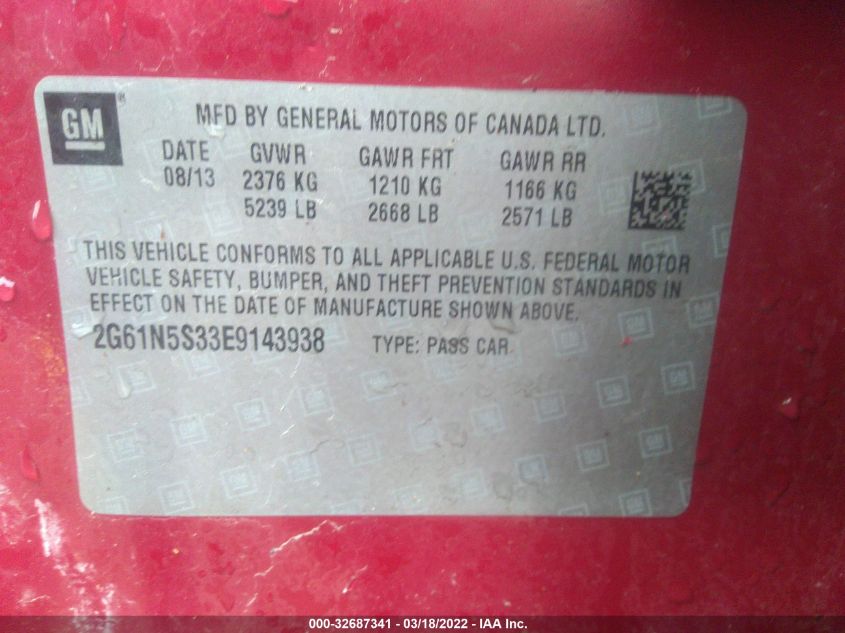 GM ®
MFD BY GENERAL MOTORS OF CANADA LTD.
DATE GVWR GAWR FRT GAWR RR
08/13 2376 KG 1210 KG 1166 KG
5239 LB 2668 LB 2571 LB
THIS VEHICLE CONFORMS TO ALL APPLICABLE U.S. FEDERAL MOTOR
VEHICLE SAFETY, BUMPER, AND THEFT PREVENTION STANDARDS IN
EFFECT ON THE DATE OF MANUFACTURE SHOWN ABOVE.
2G61N5S33E9143938 TYPE: PASS CAR
000-32687341 - 03/18/2022 - IAA Inc.